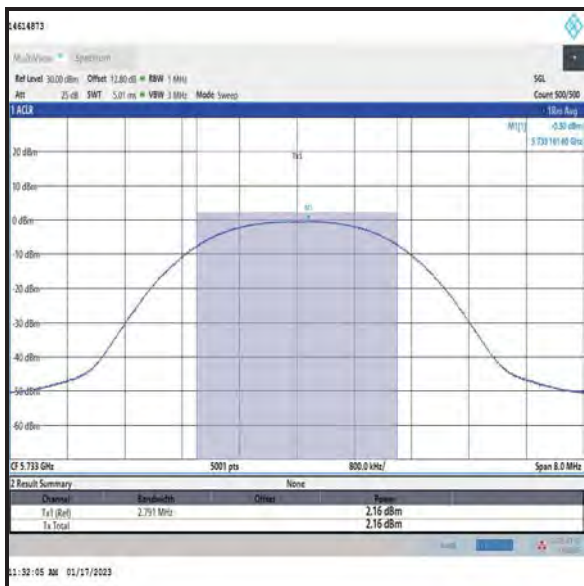 14614873
MultiView Spectrum
Ref Level 30.00 dBm Offset 12.80 dB RBW 1 MHz SGL
Att 25 dB SWT 5.01 ms VBW 3 MHz Mode Sweep Count 500/500
1 ACLR 1Rm Avg
M1[1] -0.50 dBm
GHz
20 dBm
Tx1
10 dBm
M1
0 dBm
-10 dBm
-20 dBm
-30 dBm
-40 dBm
-50 dBm
-60 dBm
CF 5.733 GHz 5001 pts 800.0 kHz/ Span 8.0 MHz
2 Result Summary None
Channel Bandwidth Offset Power
Tx1 (Ref) 2.791 MHz 2.16 dBm
Tx Total 2.16 dBm
11:32:05 AM 01/17/2023